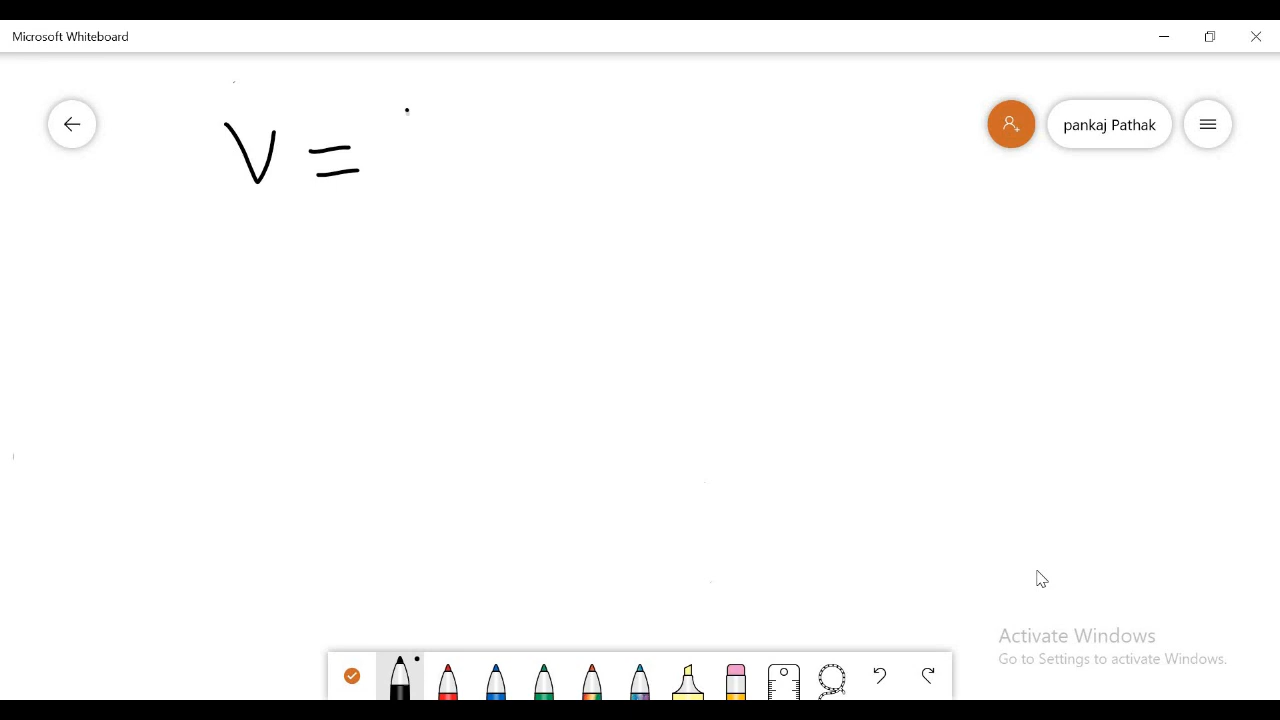 Microsoft Whiteboard
pankaj Pathak
V =
Activate Windows
Go to Settings to activate Windows.